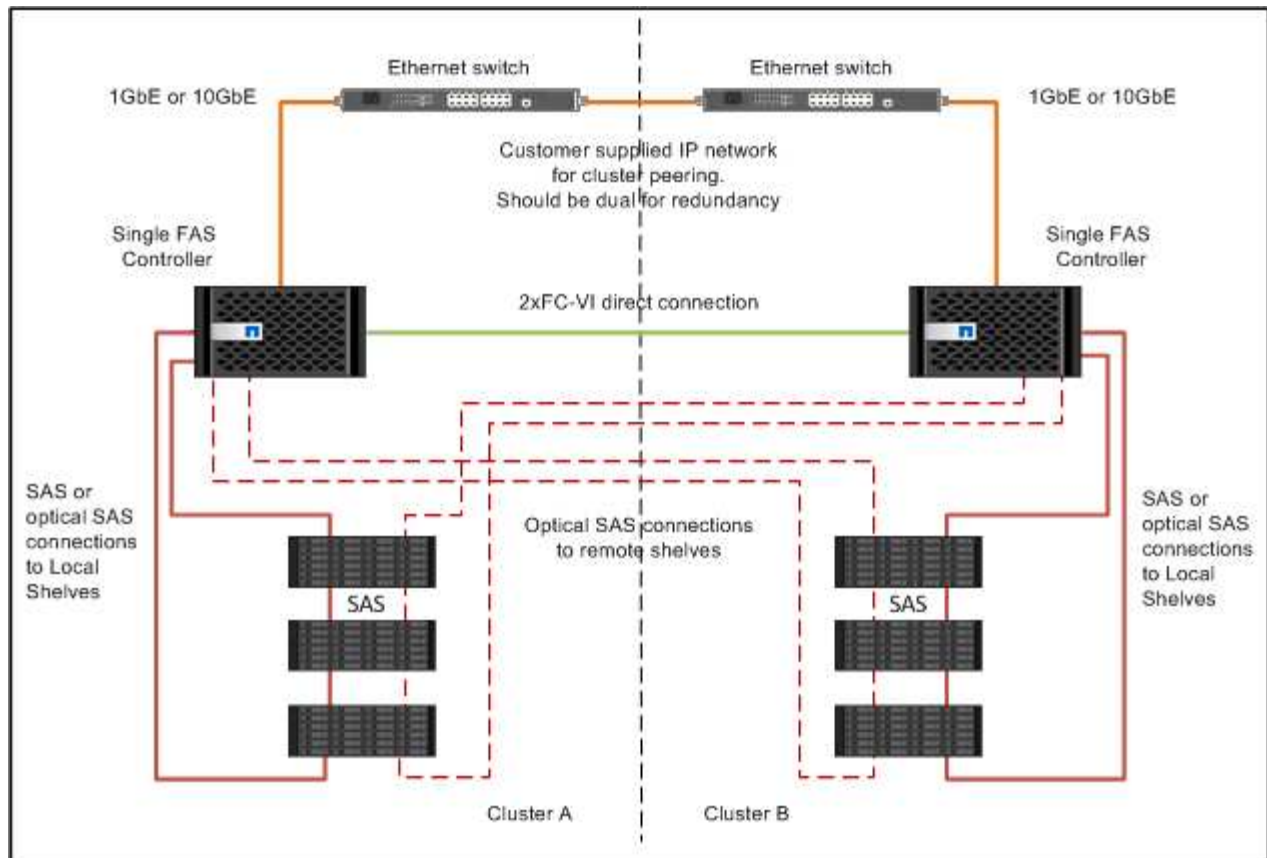 Ethernet switch
Ethernet switch
1GbE or 10GbE
1GbE or 10GbE
Customer supplied IP network
for cluster peering.
Should be dual for redundancy
Single FAS
Controller
Single FAS
Controller
2xFC-VI direct connection
SAS or
optical SAS
connections
to Local
Shelves
Optical SAS connections
to remote shelves
SAS or
optical SAS
connections
to Local
Shelves
SAS
SAS
Cluster A
Cluster B